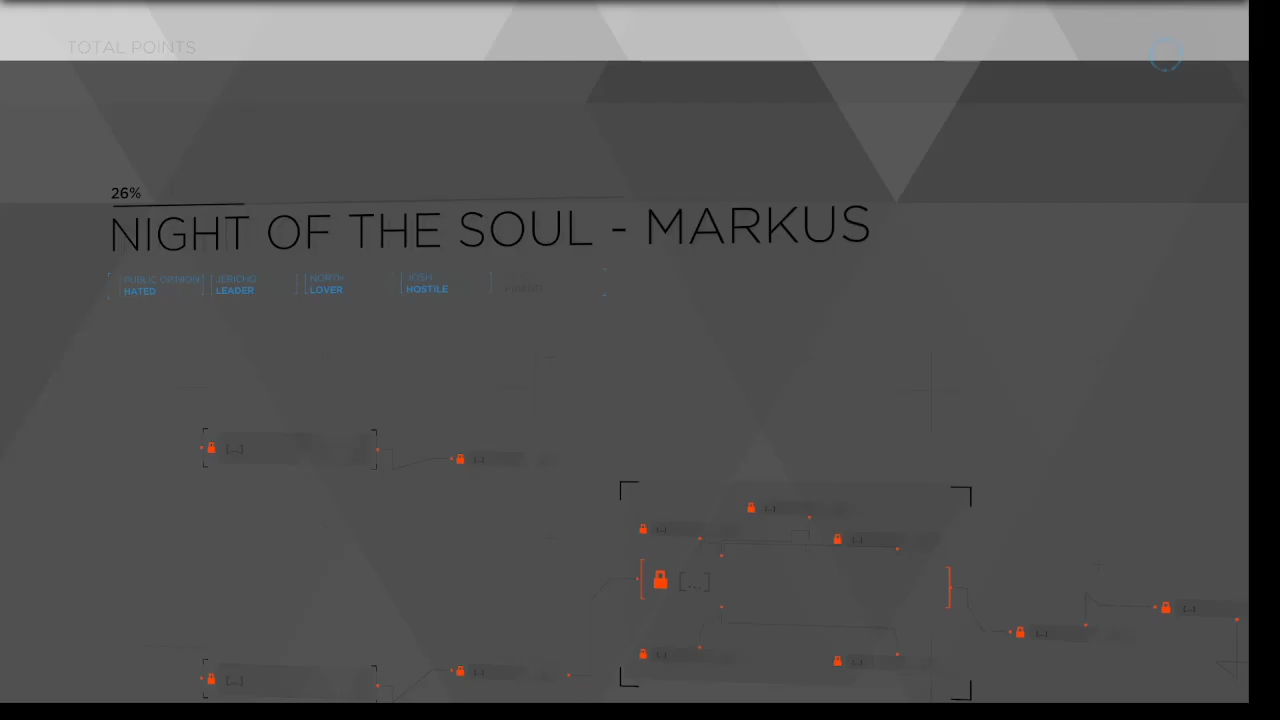 TOTAL POINTS
26%
NIGHT OF THE SOUL - MARKUS
PUBLIC OPINION JERICHO NORTH JOSH
HATED LEADER LOVER HOSTILE
[...] [...]
[...]
[...] [...]
[...]
[...]
[...]
[...] [...]
[...] [...]